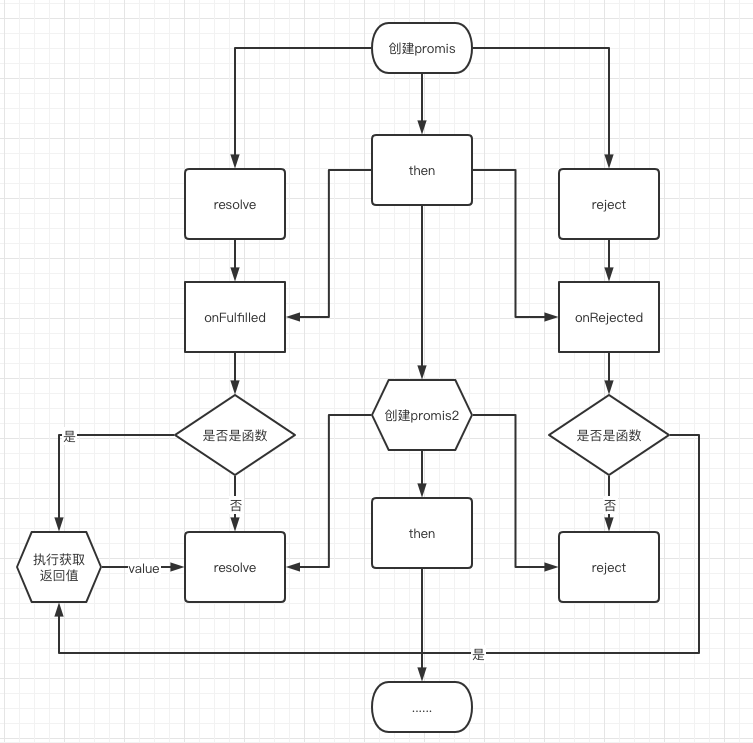 创建promis
then
resolve
reject
onFulfilled
onRejected
创建promis2
是否是函数
是否是函数
是
否
否
then
执行获取
返回值
value
resolve
reject
是
......